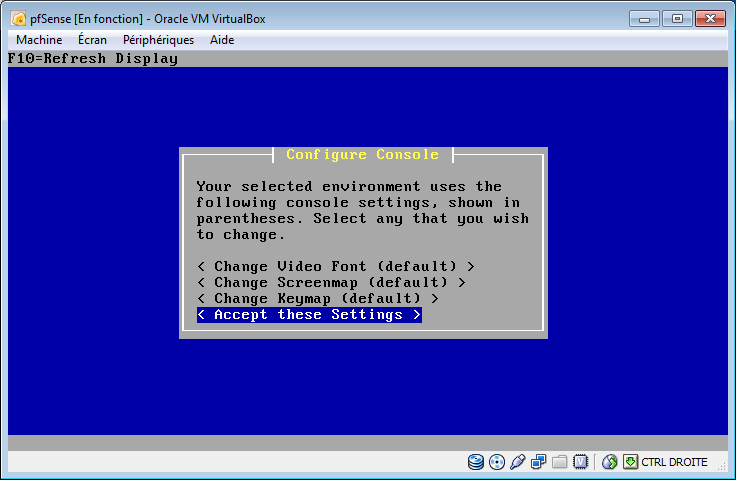 pfSense [En fonction] - Oracle VM VirtualBox
Machine Écran Périphériques Aide
F10=Refresh Display
Configure Console
Your selected environment uses the
following console settings, shown in
parentheses. Select any that you wish
to change.
< Change Video Font (default) >
< Change Screenmap (default) >
< Change Keymap (default) >
< Accept these Settings >
CTRL DROITE